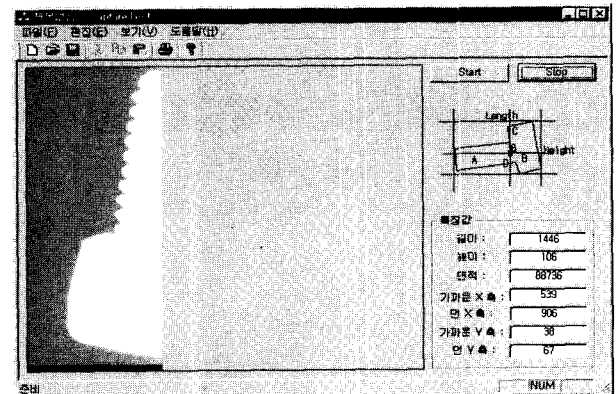 파일(F) 편집(E) 보기(V) 도움말(H)
Start Stop
Length
C
height
A B
D
특징값
길이 : 1446
높이 : 106
면적 : 88736
가까운 X 축 : 539
먼 X 축 : 906
가까운 Y 축 : 38
먼 Y 축 : 67
준비 NUM